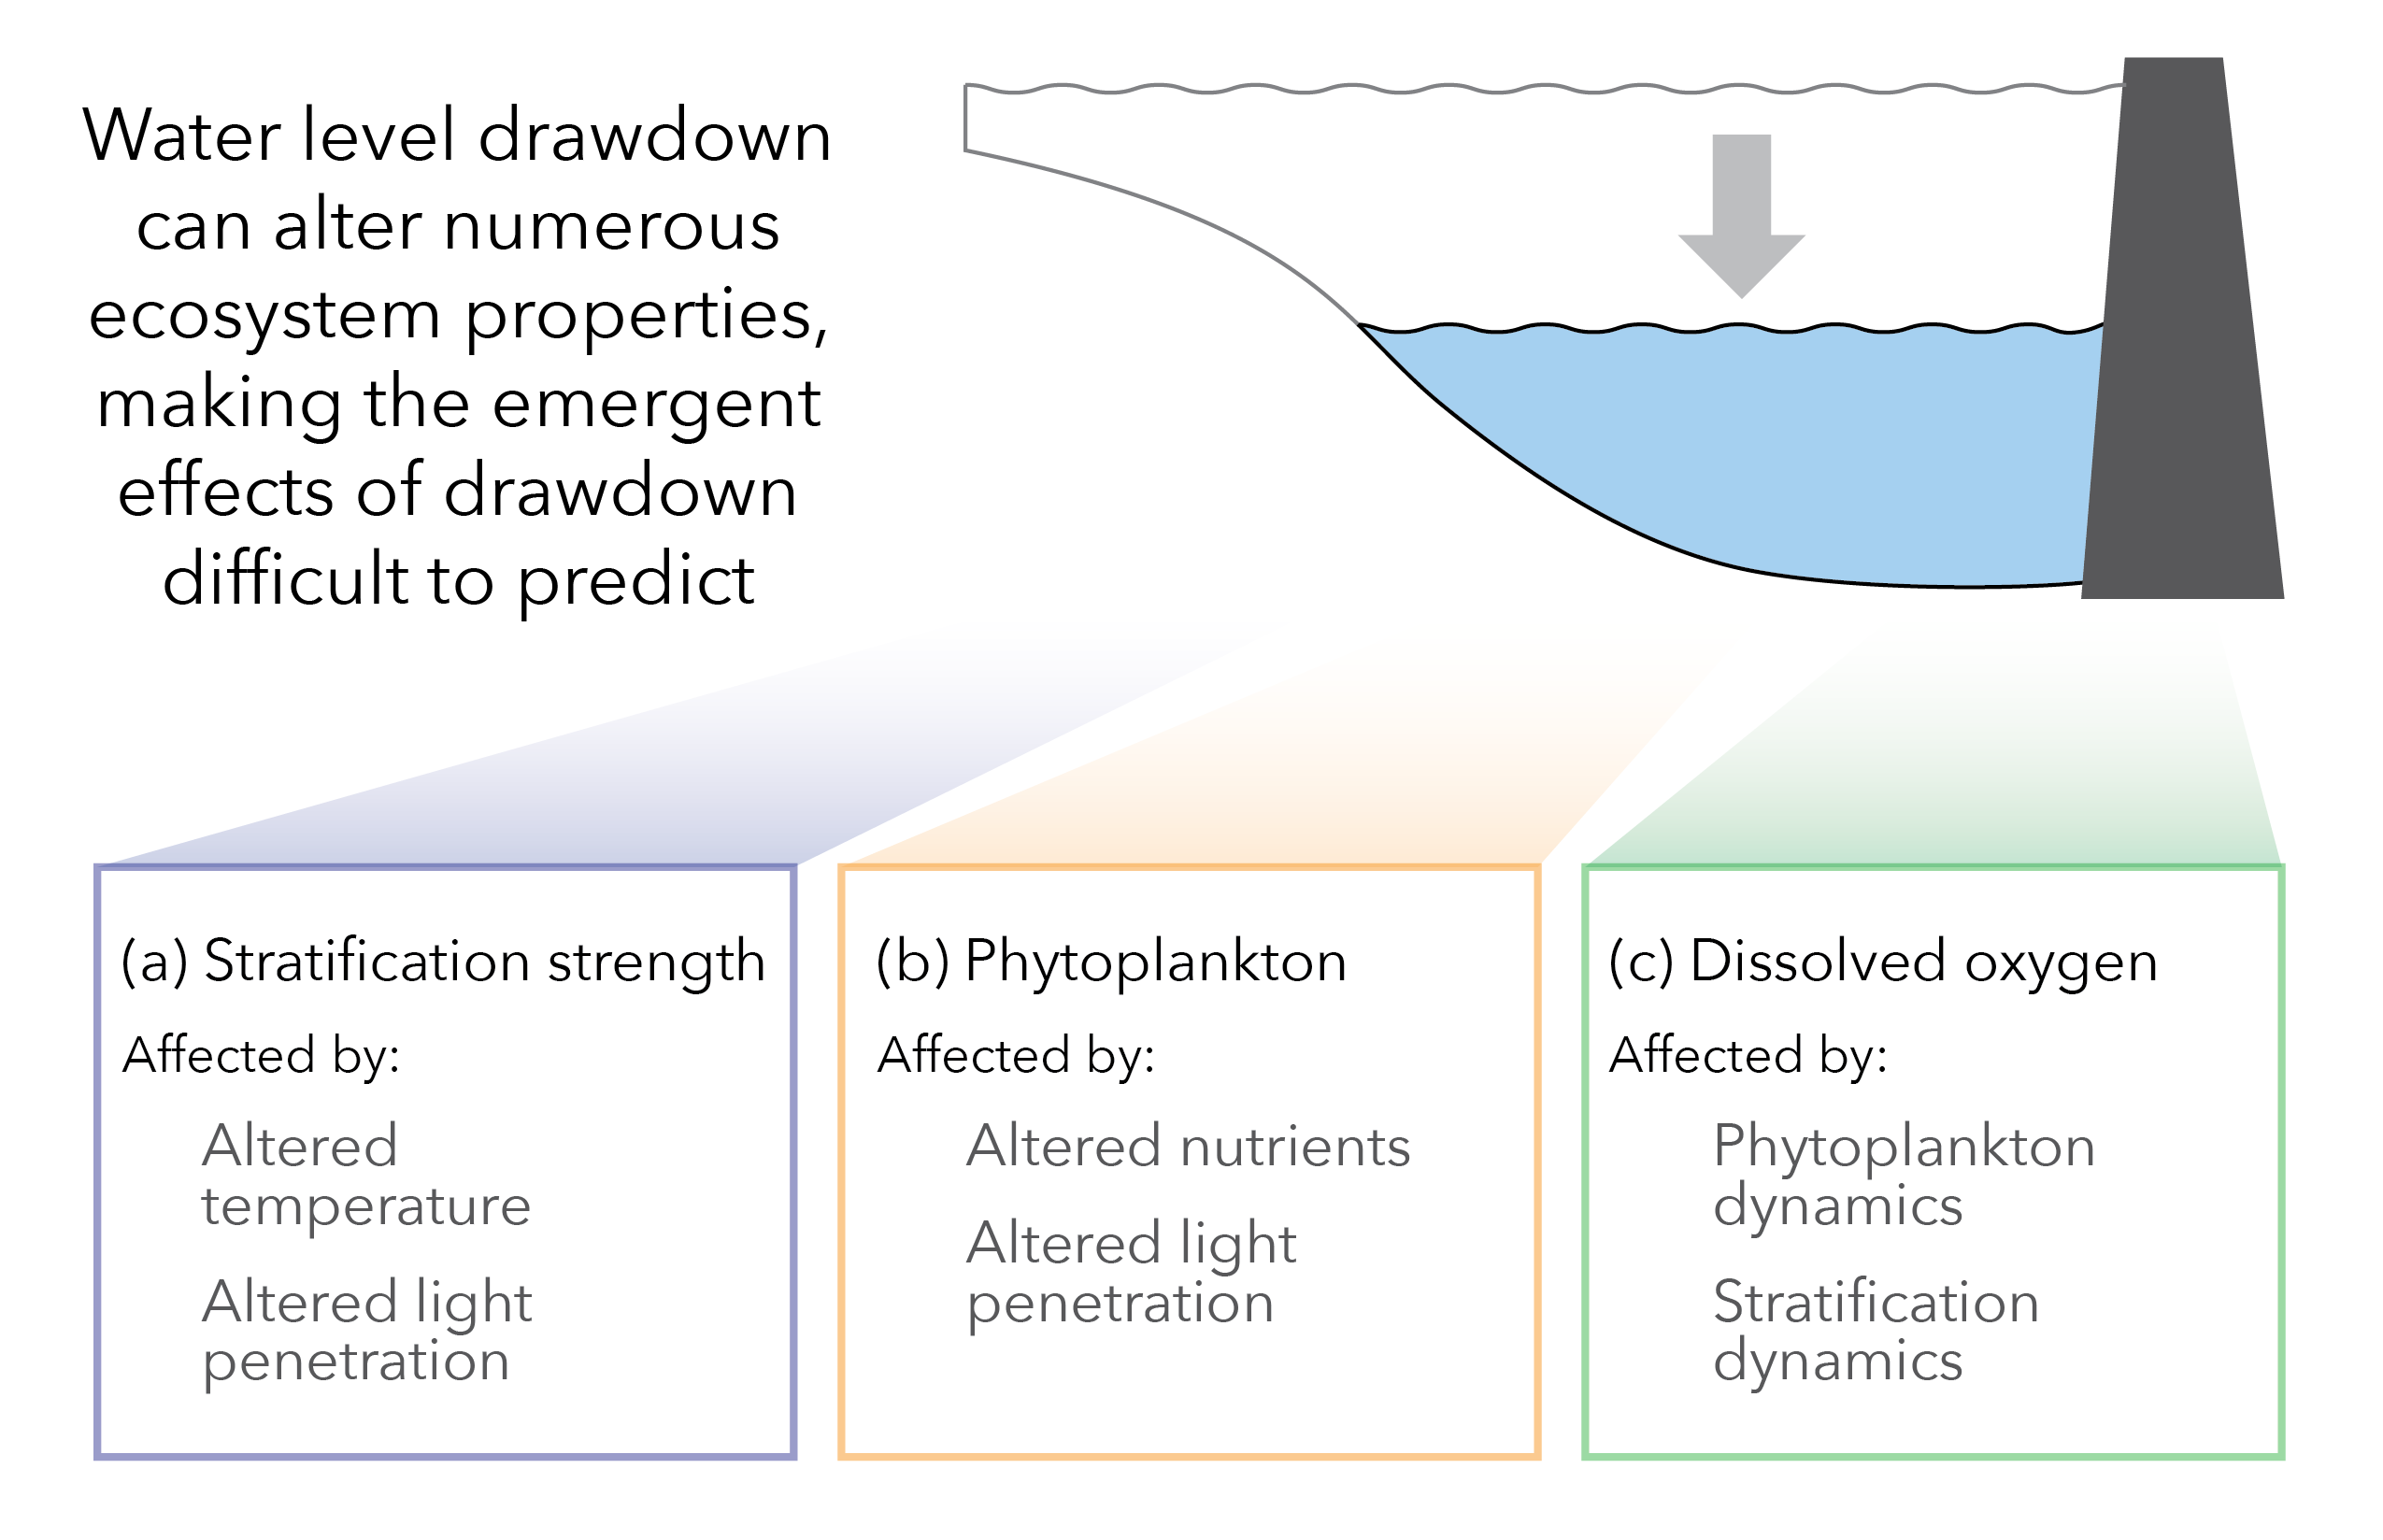 Water level drawdown
can alter numerous
ecosystem properties,
making the emergent
effects of drawdown
difficult to predict
(a) Stratification strength
Affected by:
Altered
temperature
Altered light
penetration
(b) Phytoplankton
Affected by:
Altered nutrients
Altered light
penetration
(c) Dissolved oxygen
Affected by:
Phytoplankton
dynamics
Stratification
dynamics